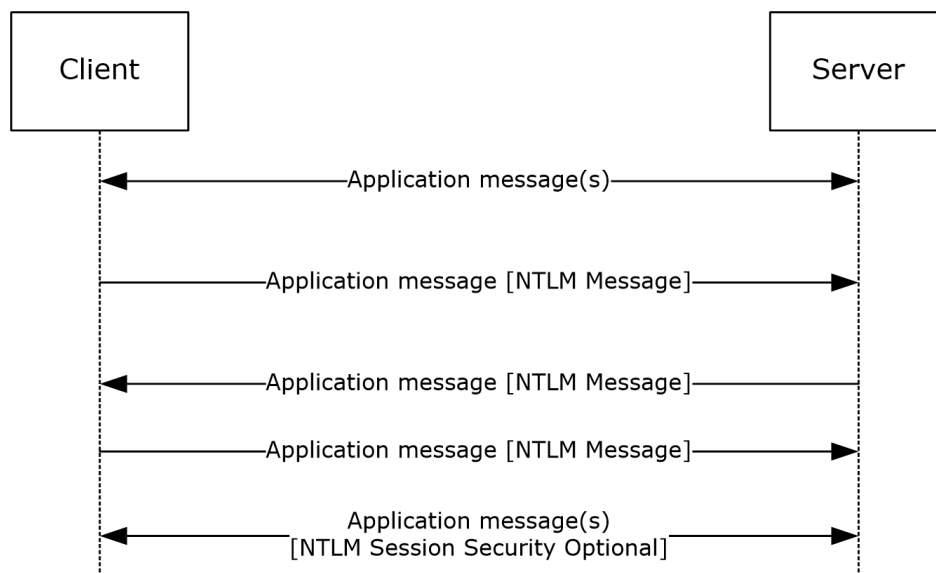 Client
Server
Application message(s)
Application message [NTLM Message]
Application message [NTLM Message]
Application message [NTLM Message]
Application message(s)
[NTLM Session Security Optional]